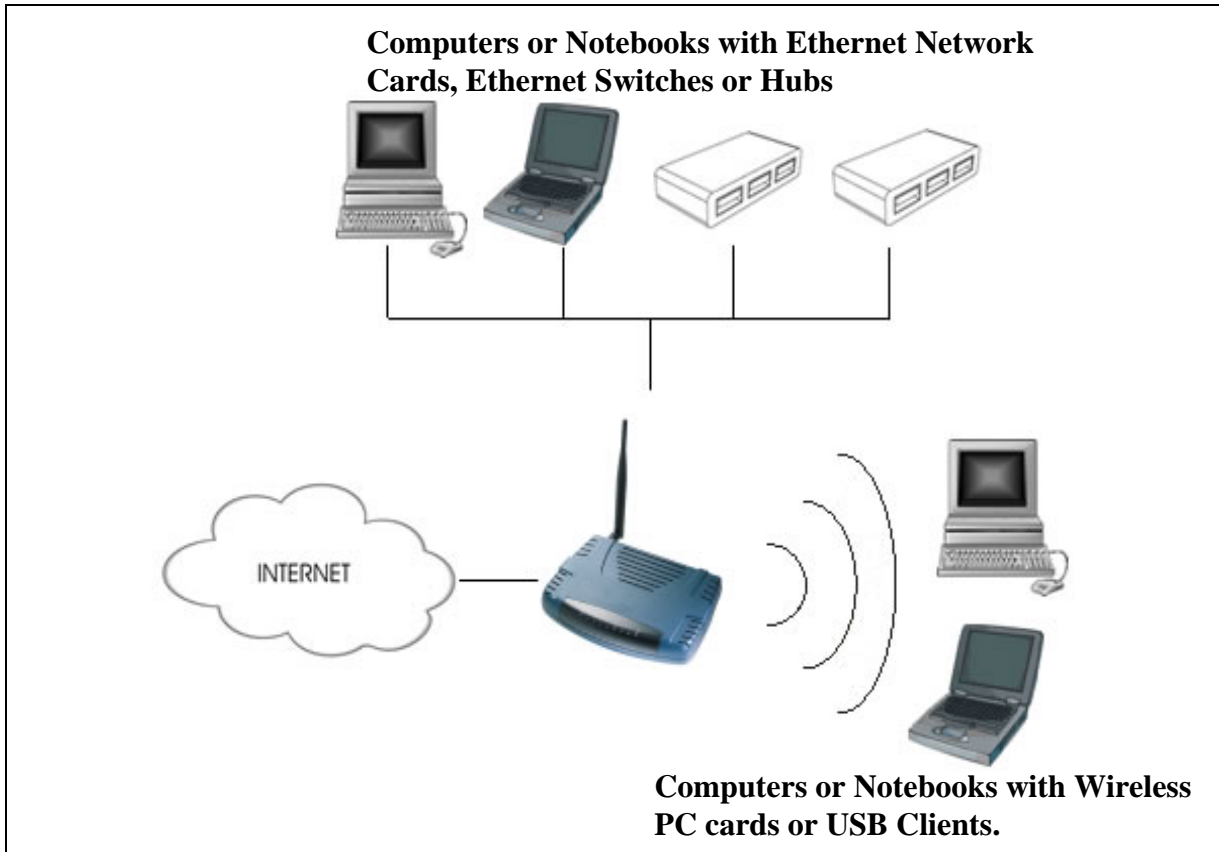 Computers or Notebooks with Ethernet Network
Cards, Ethernet Switches or Hubs
INTERNET
Computers or Notebooks with Wireless
PC cards or USB Clients.